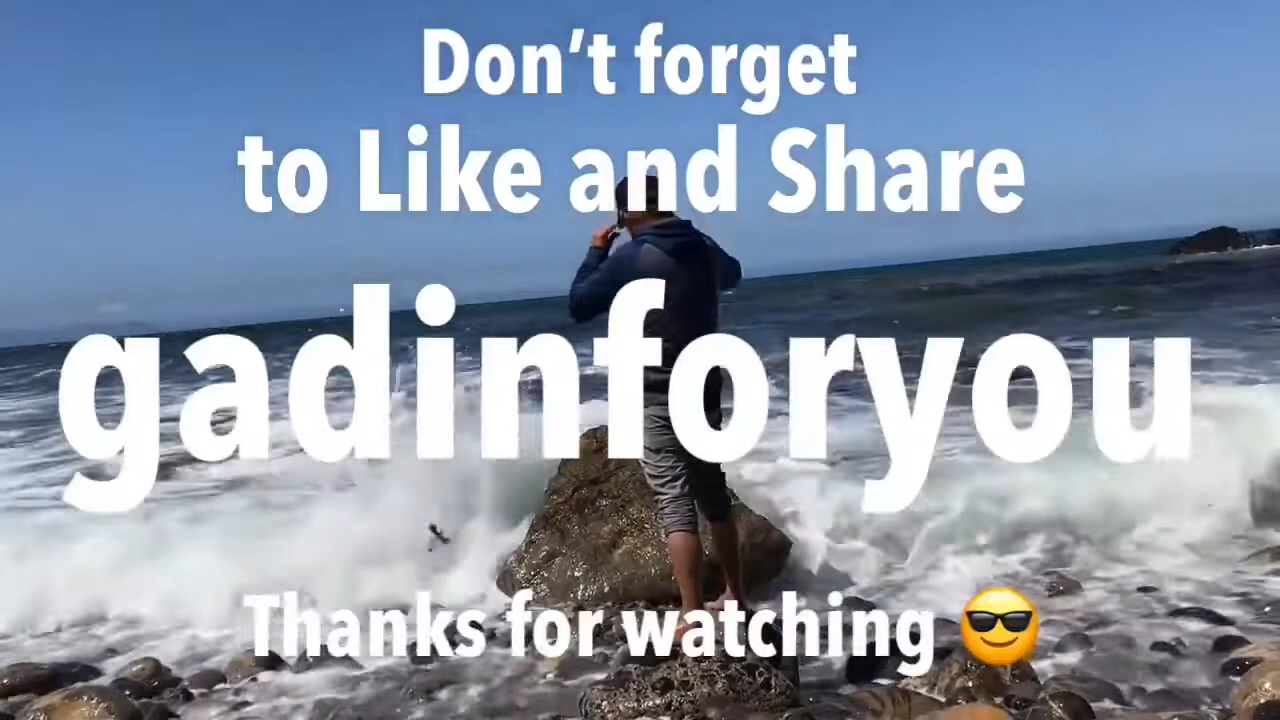 Don’t forget
to Like and Share
gadinforyou
Thanks for watching 😎